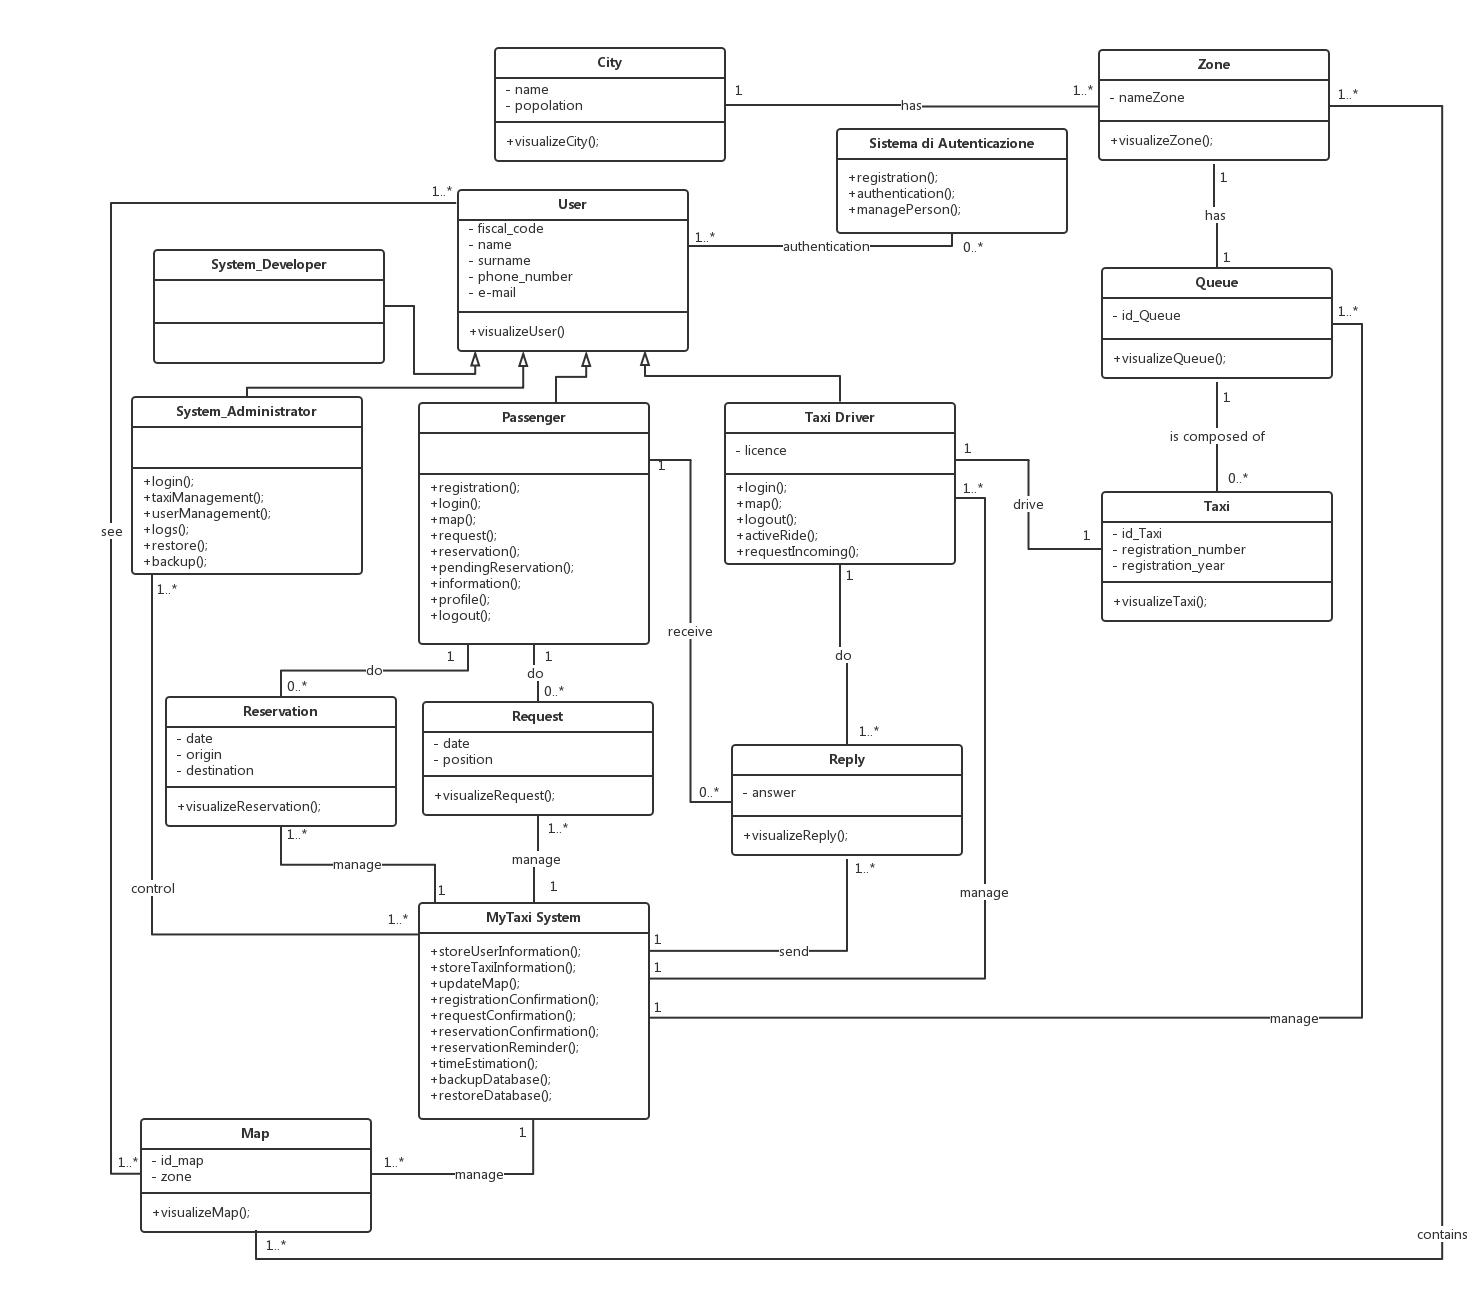 City
- name
- popolation
+visualizeCity();
1
has
1..*
Zone
- nameZone
+visualizeZone();
1..*
Sistema di Autenticazione
+registration();
+authentication();
+managePerson();
0..*
authentication
1..*
1..*
User
- fiscal_code
- name
- surname
- phone_number
- e-mail
+visualizeUser()
1
has
1
System_Developer
Queue
- id_Queue
+visualizeQueue();
1..*
1
is composed of
0..*
System_Administrator
+login();
+taxiManagement();
+userManagement();
+logs();
+restore();
+backup();
1..*
Passenger
+registration();
+login();
+map();
+request();
+reservation();
+pendingReservation();
+information();
+profile();
+logout();
1
Taxi Driver
- licence
+login();
+map();
+logout();
+activeRide();
+requestIncoming();
1
1..*
drive
1
Taxi
- id_Taxi
- registration_number
- registration_year
+visualizeTaxi();
see
1
do
1..*
receive
0..*
1
do
0..*
1
do
0..*
Reservation
- date
- origin
- destination
+visualizeReservation();
1..*
manage
1
Request
- date
- position
+visualizeRequest();
1..*
manage
1
Reply
- answer
+visualizeReply();
1..*
manage
control
1..*
MyTaxi System
+storeUserInformation();
+storeTaxiInformation();
+updateMap();
+registrationConfirmation();
+requestConfirmation();
+reservationConfirmation();
+reservationReminder();
+timeEstimation();
+backupDatabase();
+restoreDatabase();
1
send
1
1
manage
1
manage
1..*
1..*
Map
- id_map
- zone
+visualizeMap();
1..*
contains